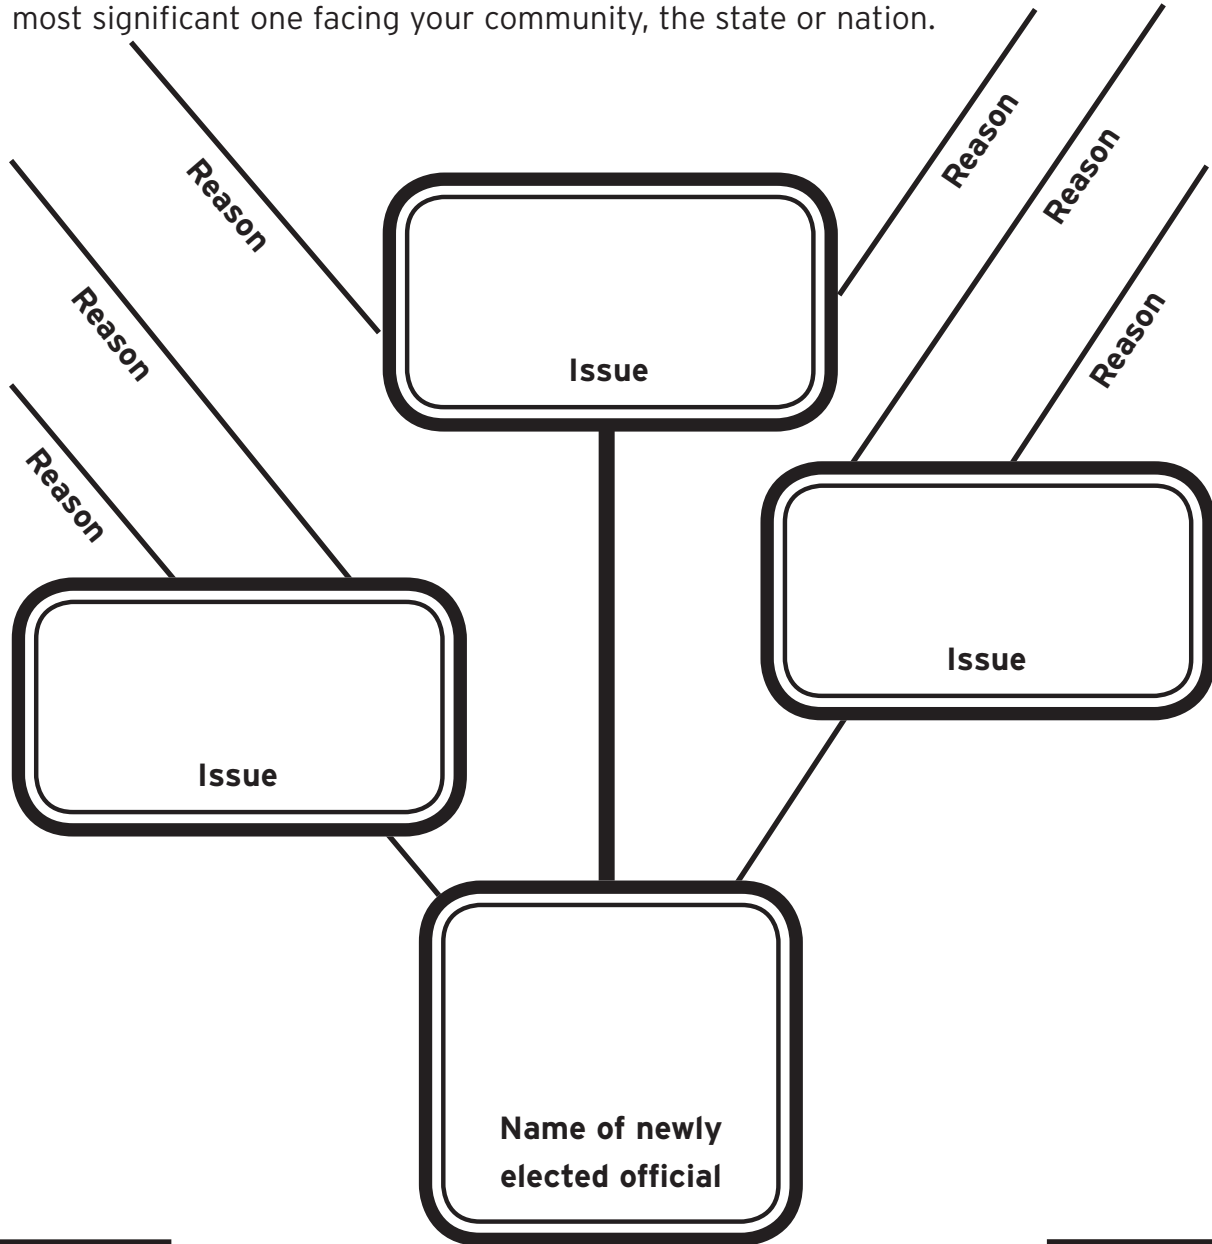 most significant one facing your community, the state or nation.
Reason
Reason
Reason
Reason
Reason
Reason
Issue
Issue
Issue
Name of newly
elected official